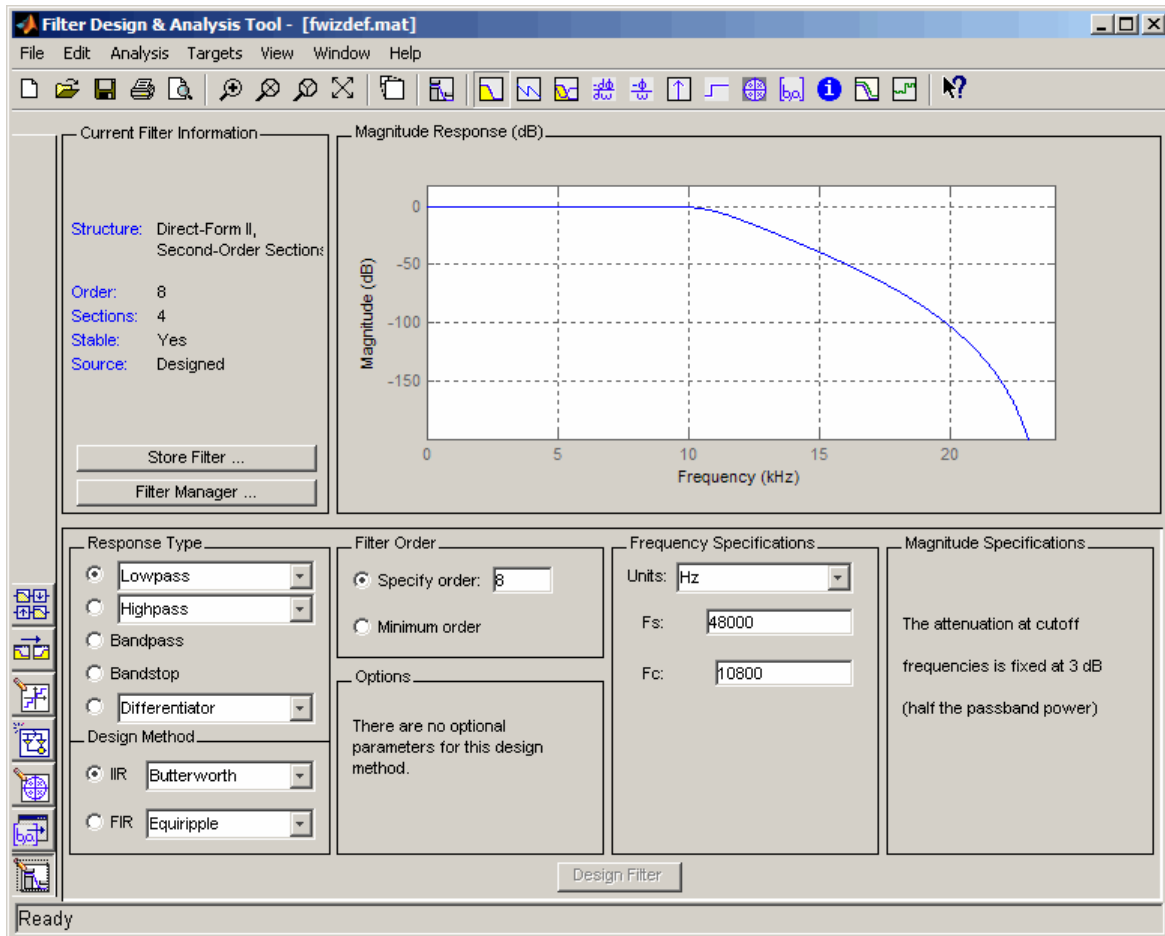 Filter Design & Analysis Tool - [fwizdef.mat]
File Edit Analysis Targets View Window Help
Current Filter Information
Structure: Direct-Form II,
Second-Order Sections
Order: 8
Sections: 4
Stable: Yes
Source: Designed
Store Filter ...
Filter Manager ...
Magnitude Response (dB)
Magnitude (dB)
0
-50
-100
-150
0 5 10 15 20
Frequency (kHz)
Response Type
Lowpass
Highpass
Bandpass
Bandstop
Differentiator
Design Method
IIR Butterworth
FIR Equiripple
Filter Order
Specify order: 8
Minimum order
Options
There are no optional
parameters for this design
method.
Frequency Specifications
Units: Hz
Fs: 48000
Fc: 10800
Magnitude Specifications
The attenuation at cutoff
frequencies is fixed at 3 dB
(half the passband power)
Design Filter
Ready